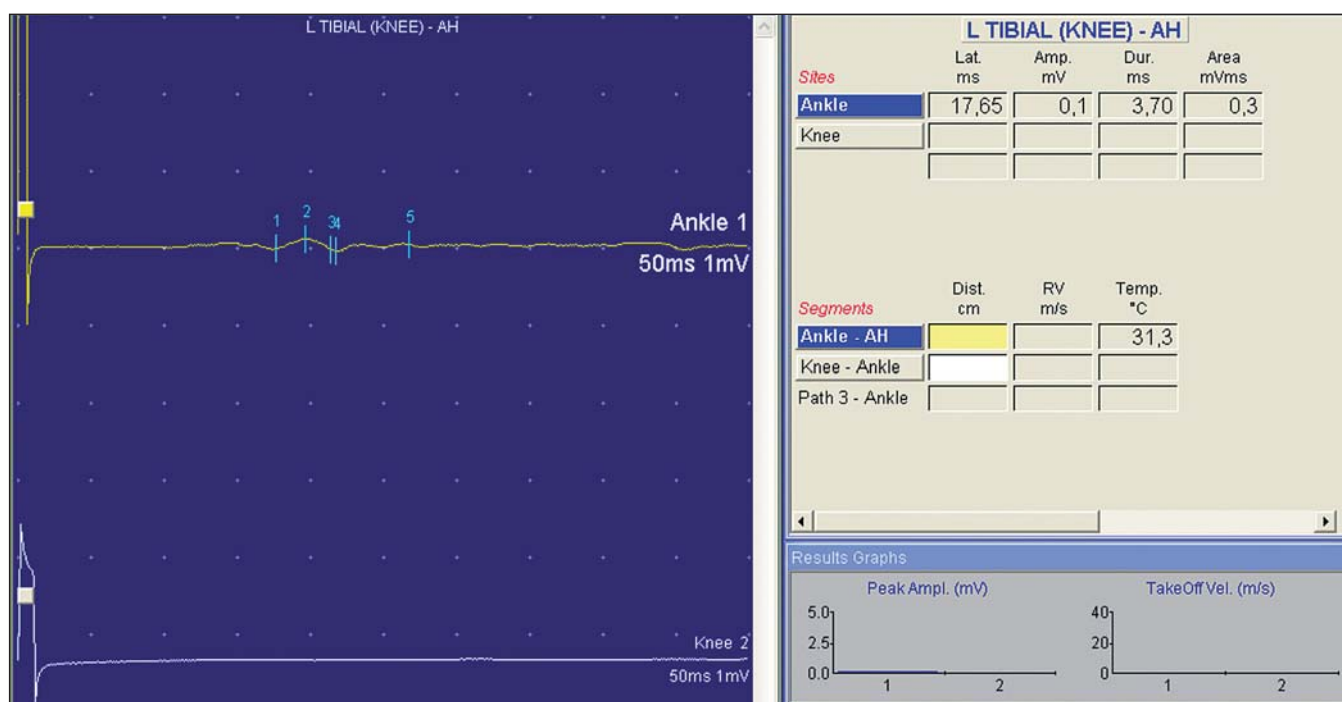 L TIBIAL (KNEE) - AH
1 2 34 5
Ankle 1
50ms 1mV
Knee 2
50ms 1mV
L TIBIAL (KNEE) - AH
Sites Lat. ms Amp. mV Dur. ms Area mVms
Ankle 17,65 0,1 3,70 0,3
Knee
Segments Dist. cm RV m/s Temp. °C
Ankle - AH 31,3
Knee - Ankle
Path 3 - Ankle
Results Graphs
Peak Ampl. (mV)
5.0
2.5
0.0
1 2
TakeOff Vel. (m/s)
40
20
0
1 2